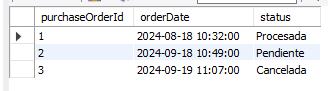 purchaseOrderId orderDate status
1 2024-08-18 10:32:00 Procesada
2 2024-09-18 10:49:00 Pendiente
3 2024-09-19 11:07:00 Cancelada